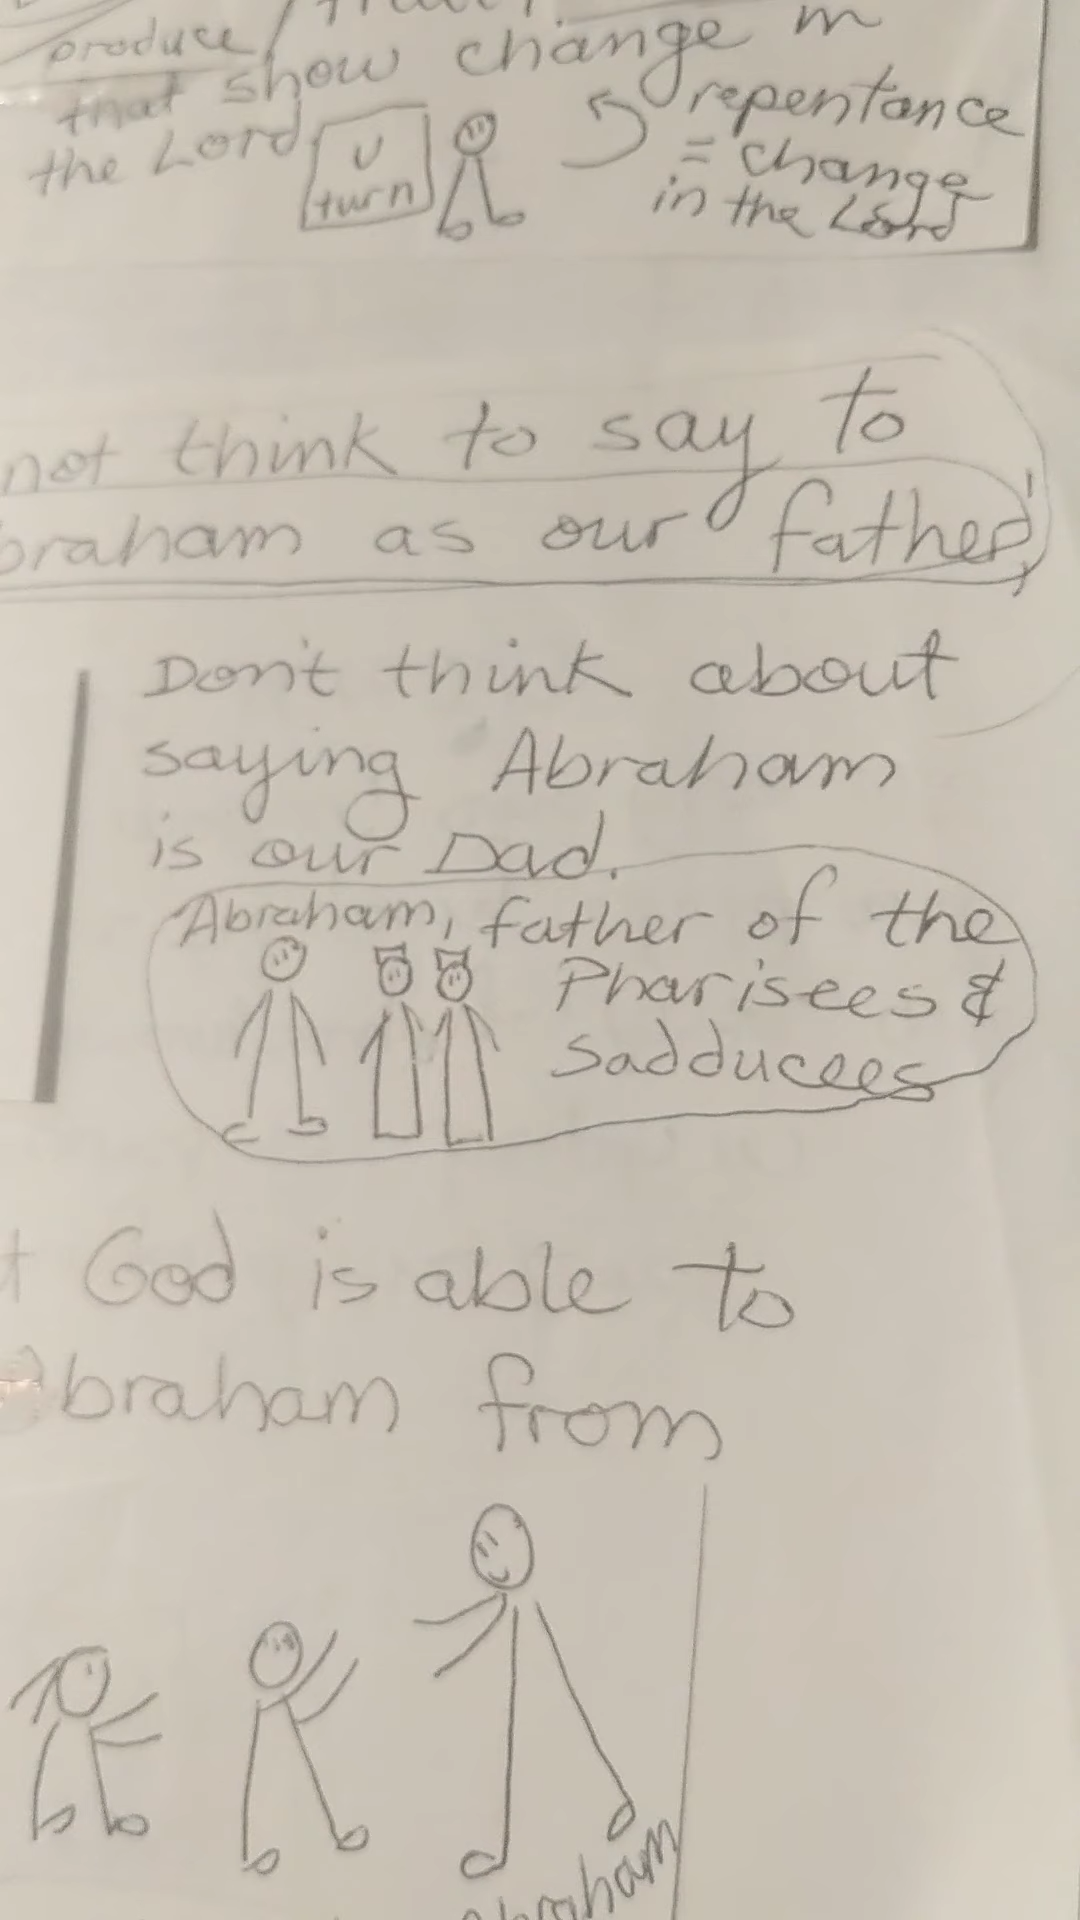 produce
that show change in
the Lord
U
turn
repentance
= change
in the Lord
not think to say to
braham as our father,
Don't think about
saying Abraham
is our Dad.
Abraham, father of the
Pharisees &
Sadducees
t God is able to
Abraham from
Abraham